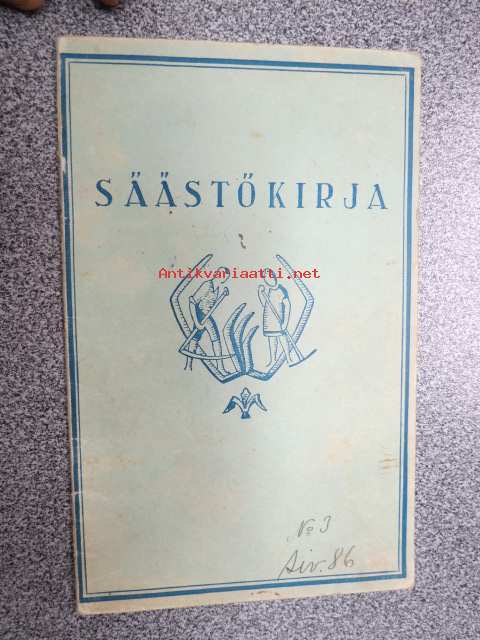 SÄÄSTÖKIRJA
Antikvariaatti.net
No 3
Siv. 86